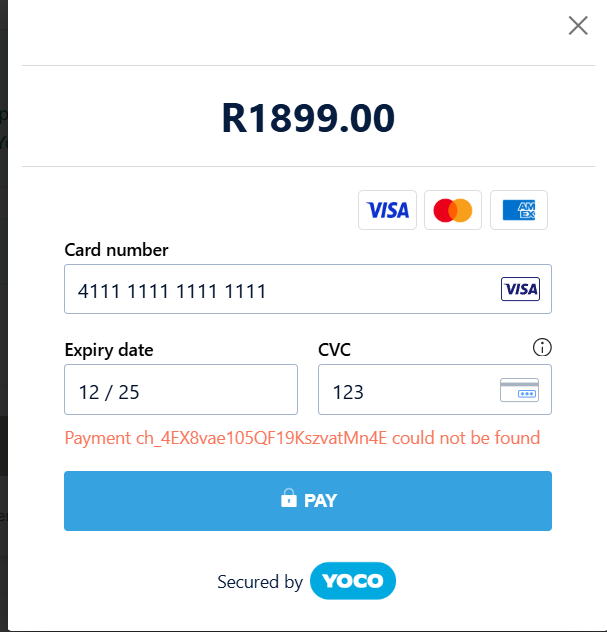 R1899.00
VISA AM EX
Card number
4111 1111 1111 1111 VISA
Expiry date CVC
12 / 25 123
Payment ch_4EX8vae105QF19KszvatMn4E could not be found
PAY
Secured by YOCO